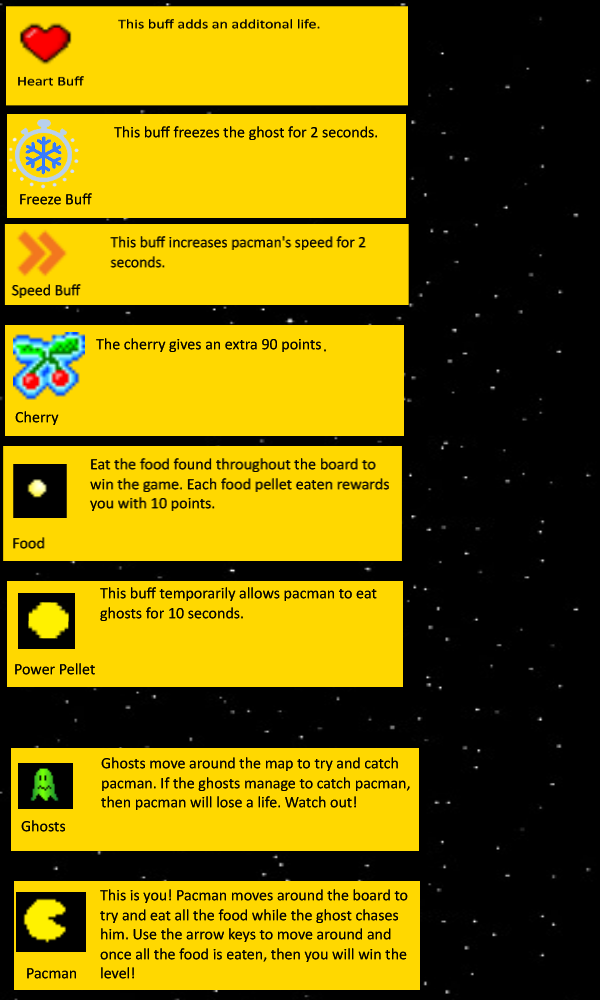 This buff adds an additonal life.
Heart Buff
This buff freezes the ghost for 2 seconds.
Freeze Buff
This buff increases pacman's speed for 2
seconds.
Speed Buff
The cherry gives an extra 90 points.
Cherry
Eat the food found throughout the board to
win the game. Each food pellet eaten rewards
you with 10 points.
Food
This buff temporarily allows pacman to eat
ghosts for 10 seconds.
Power Pellet
Ghosts move around the map to try and catch
pacman. If the ghosts manage to catch pacman,
then pacman will lose a life. Watch out!
Ghosts
This is you! Pacman moves around the board to
try and eat all the food while the ghost chases
him. Use the arrow keys to move around and
once all the food is eaten, then you will win the
level!
Pacman